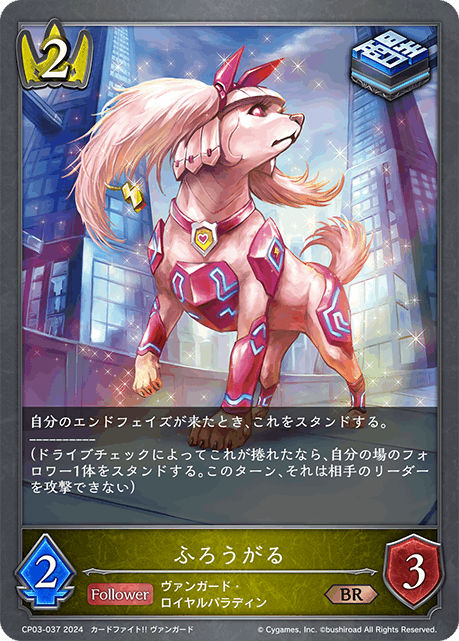 2
自分のエンドフェイズが来たとき、これをスタンドする。
----------
(ドライブチェックによってこれが捲れたなら、自分の場のフォ
ロワー1体をスタンドする。このターン、それは相手のリーダー
を攻撃できない)
ふろうがる
2
Follower
ヴァンガード・
ロイヤルパラディン
BR
3
CP03-037 2024 カードファイト!! ヴァンガード
© Cygames, Inc. ©bushiroad All Rights Reserved.